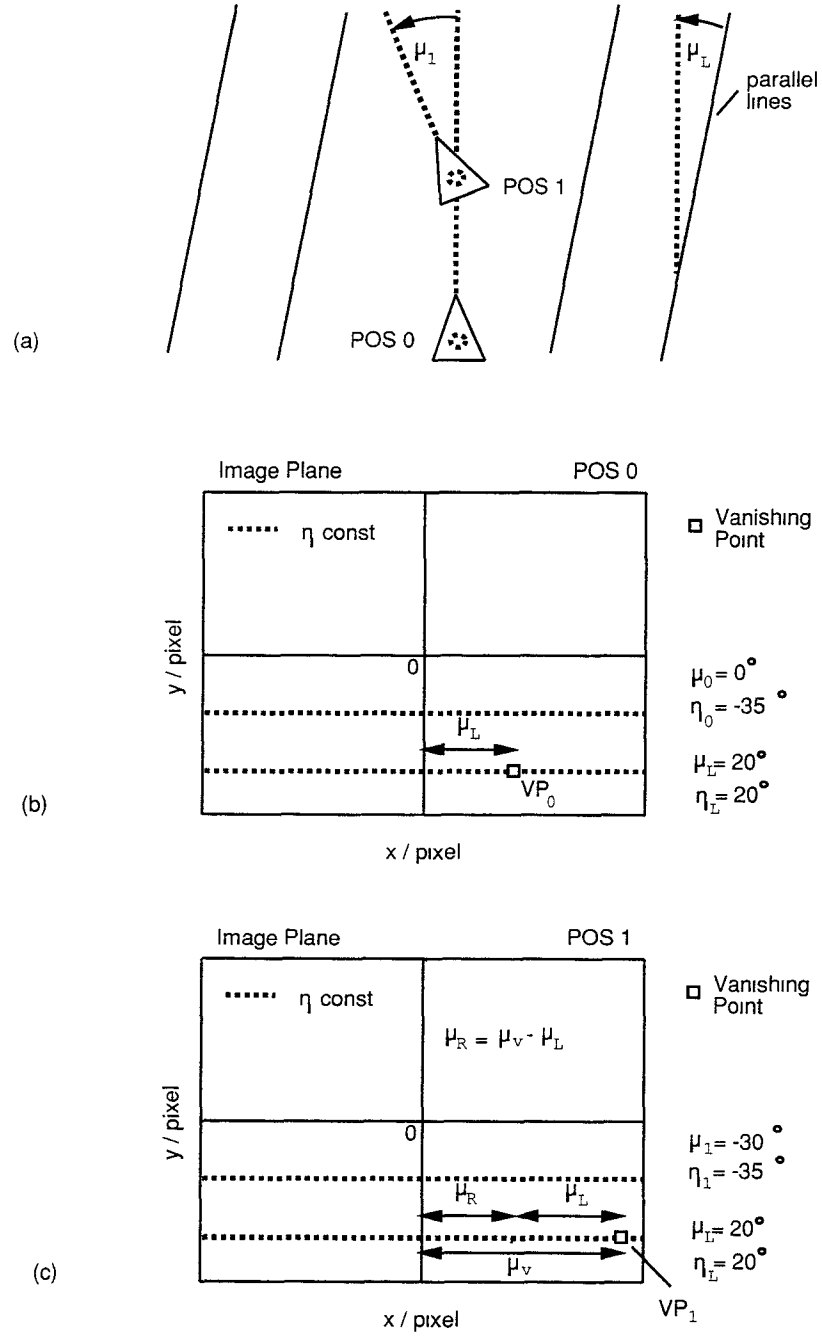 μ1
μL
parallel
lines
POS 1
POS 0
(a)
Image Plane POS 0
η const
Vanishing
Point
y / pixel
0
μ0 = 0°
η0 = -35°
μL
μL = 20°
VP0
ηL = 20°
(b)
x / pixel
Image Plane POS 1
η const
Vanishing
Point
μR = μv - μL
y / pixel
0
μ1 = -30°
η1 = -35°
μR μL
μL = 20°
ηL = 20°
μv
(c)
VP1
x / pixel